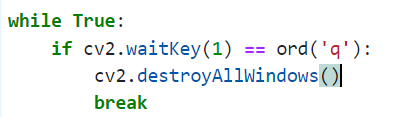 while True:
    if cv2.waitKey(1) == ord('q'):
        cv2.destroyAllWindows()
        break